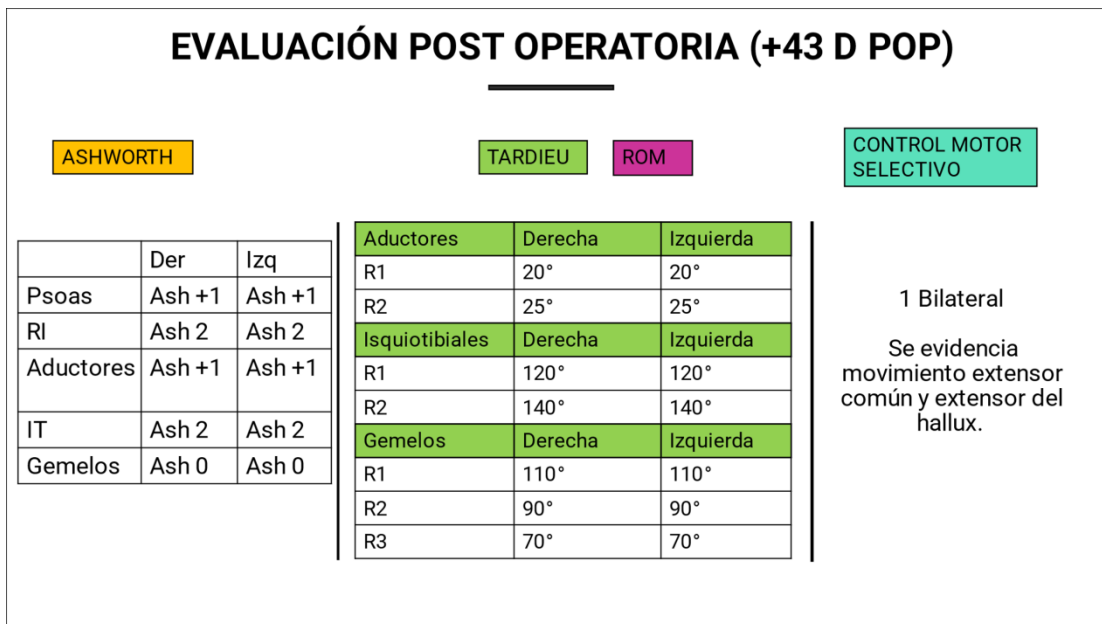 EVALUACIÓN POST OPERATORIA (+43 D POP)
ASHWORTH
TARDIEU
ROM
CONTROL MOTOR
SELECTIVO
Der Izq
Psoas Ash +1 Ash +1
RI Ash 2 Ash 2
Aductores Ash +1 Ash +1
IT Ash 2 Ash 2
Gemelos Ash 0 Ash 0
Aductores Derecha Izquierda
R1 20° 20°
R2 25° 25°
Isquiotibiales Derecha Izquierda
R1 120° 120°
R2 140° 140°
Gemelos Derecha Izquierda
R1 110° 110°
R2 90° 90°
R3 70° 70°
1 Bilateral
Se evidencia
movimiento extensor
común y extensor del
hallux.